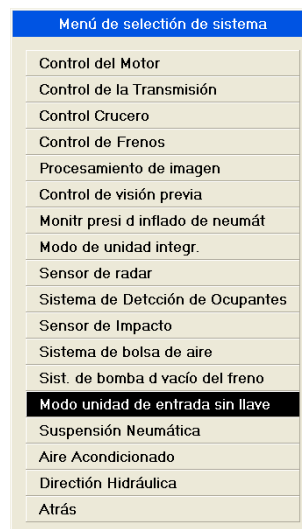 Menú de selección de sistema
Control del Motor
Control de la Transmisión
Control Crucero
Control de Frenos
Procesamiento de imagen
Control de visión previa
Monitr presi d inflado de neumát
Modo de unidad integr.
Sensor de radar
Sistema de Detcción de Ocupantes
Sensor de Impacto
Sistema de bolsa de aire
Sist. de bomba d vacío del freno
Modo unidad de entrada sin llave
Suspensión Neumática
Aire Acondicionado
Directión Hidráulica
Atrás